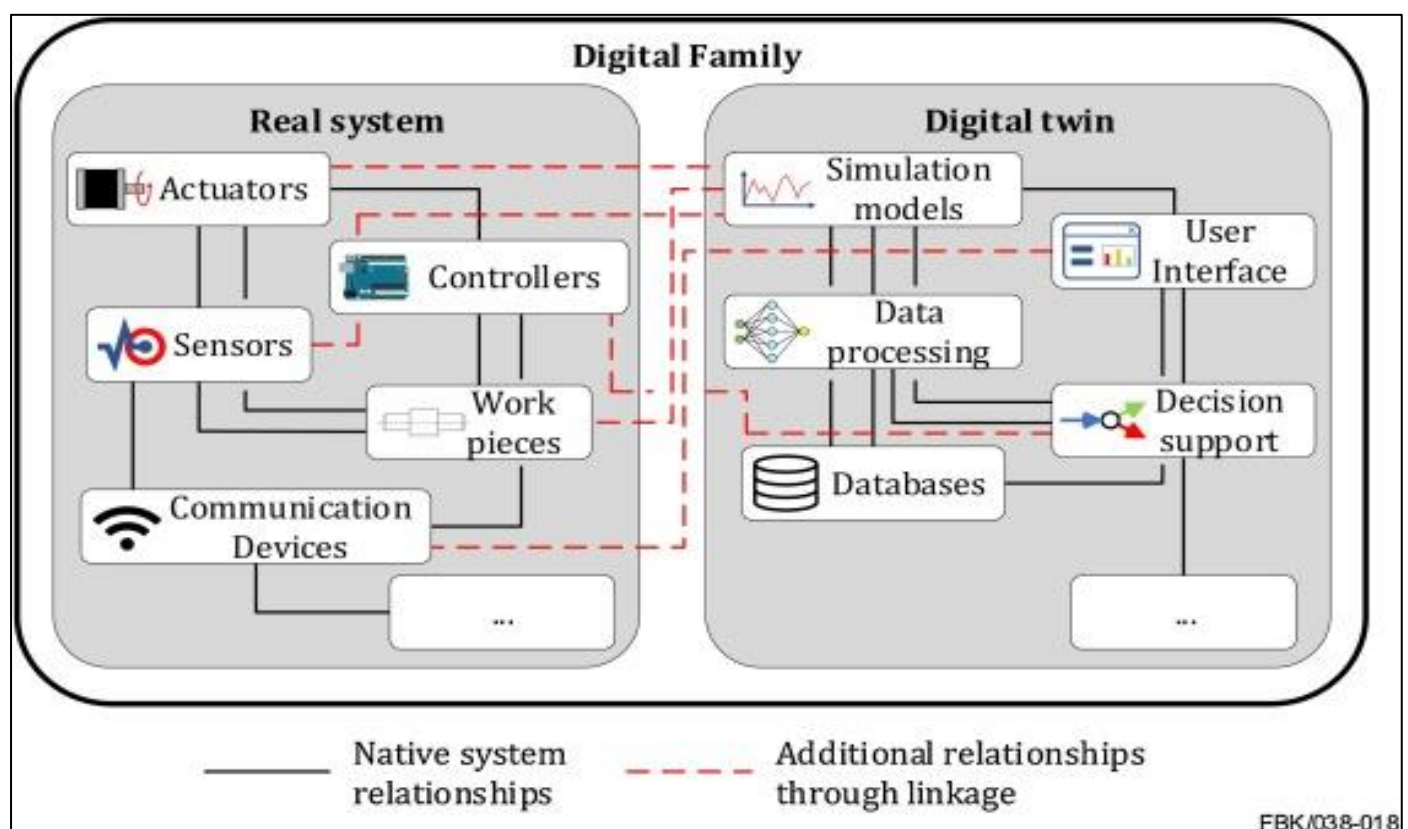 Digital Family
Real system
Actuators
Controllers
Sensors
Work
pieces
Communication
Devices
...
Digital twin
Simulation
models
User
Interface
Data
processing
Decision
support
Databases
...
Native system
relationships
Additional relationships
through linkage
FBK/038-018